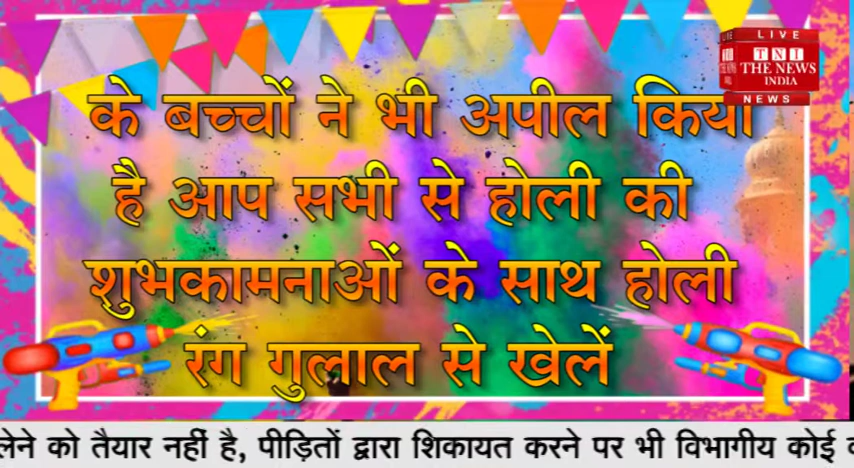 LIVE
TNI
THE NEWS
INDIA
NEWS
के बच्चों ने भी अपील किया
है आप सभी से होली की
शुभकामनाओं के साथ होली
रंग गुलाल से खेलें
लेने को तैयार नहीं है, पीड़ितों द्वारा शिकायत करने पर भी विभागीय कोई